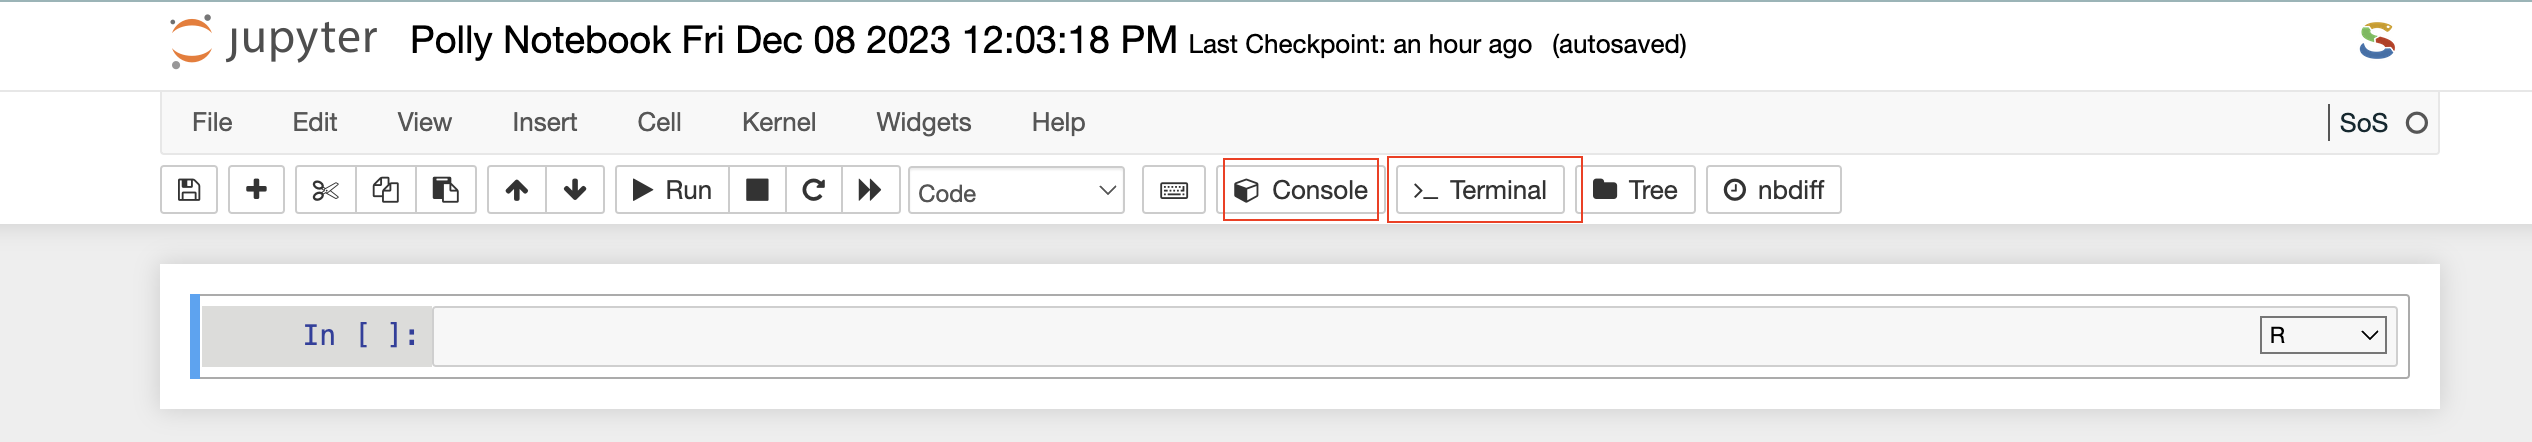 jupyter Polly Notebook Fri Dec 08 2023 12:03:18 PM Last Checkpoint: an hour ago (autosaved)
File Edit View Insert Cell Kernel Widgets Help SoS
Run Code Console >_ Terminal Tree nbdiff
In [ ]: R